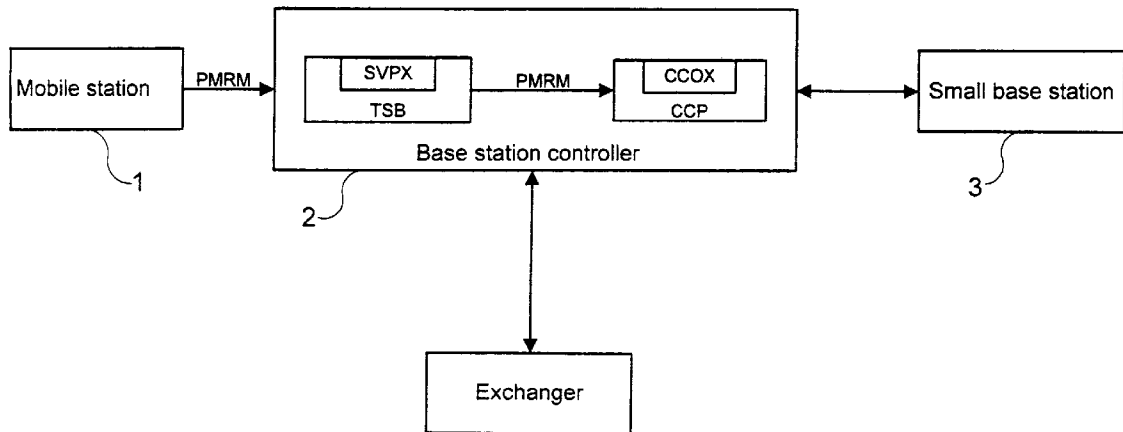 Mobile station
PMRM
SVPX
TSB
PMRM
CCOX
CCP
Base station controller
Small base station
1
2
3
Exchanger